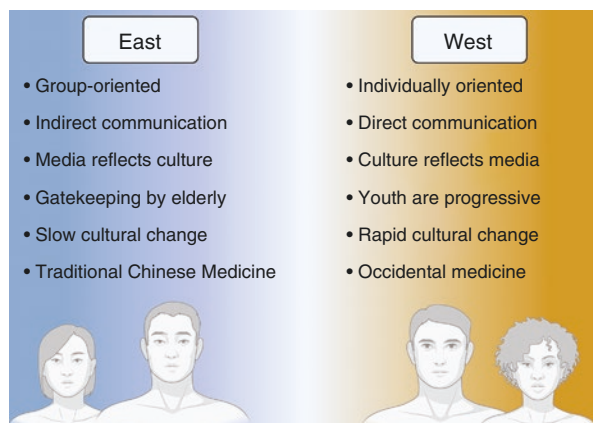 East
• Group-oriented
• Indirect communication
• Media reflects culture
• Gatekeeping by elderly
• Slow cultural change
• Traditional Chinese Medicine
West
• Individually oriented
• Direct communication
• Culture reflects media
• Youth are progressive
• Rapid cultural change
• Occidental medicine